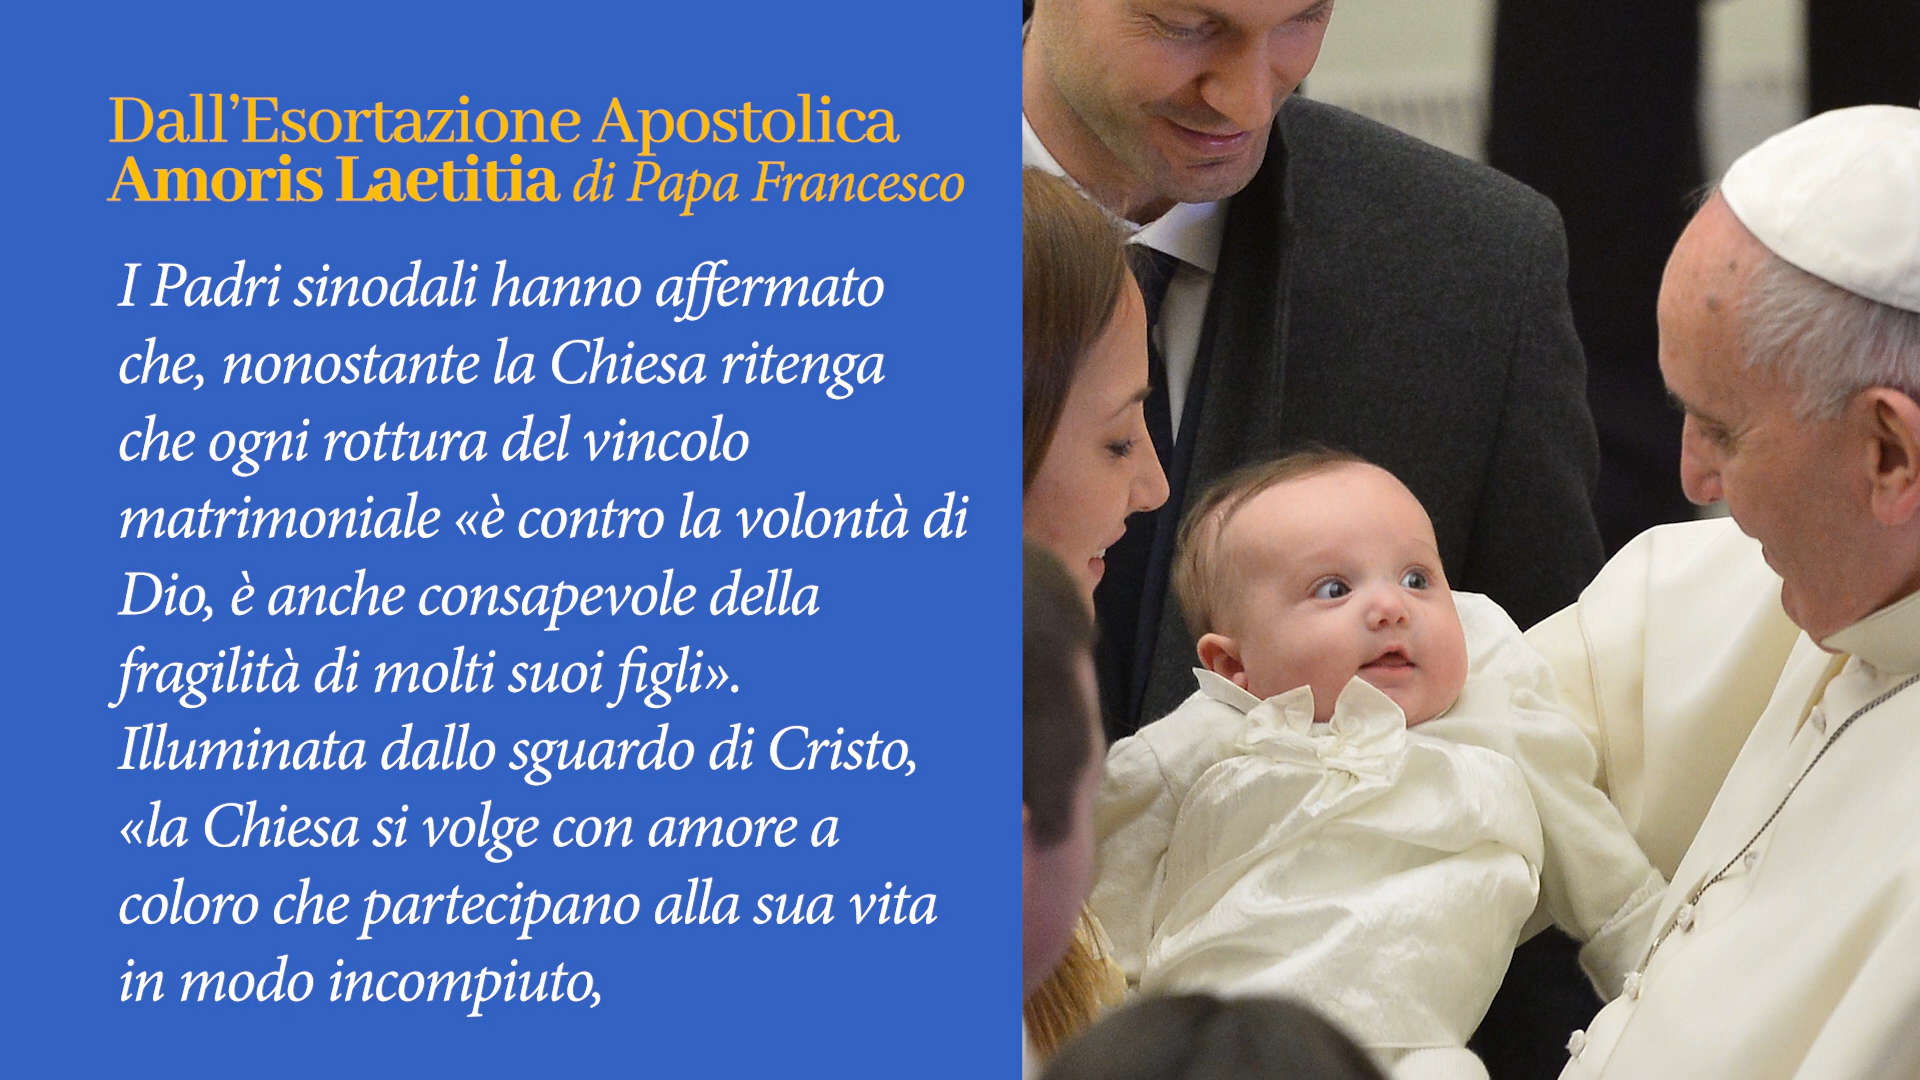 Dall’Esortazione Apostolica
Amoris Laetitia di Papa Francesco
I Padri sinodali hanno affermato
che, nonostante la Chiesa ritenga
che ogni rottura del vincolo
matrimoniale «è contro la volontà di
Dio, è anche consapevole della
fragilità di molti suoi figli».
Illuminata dallo sguardo di Cristo,
«la Chiesa si volge con amore a
coloro che partecipano alla sua vita
in modo incompiuto,